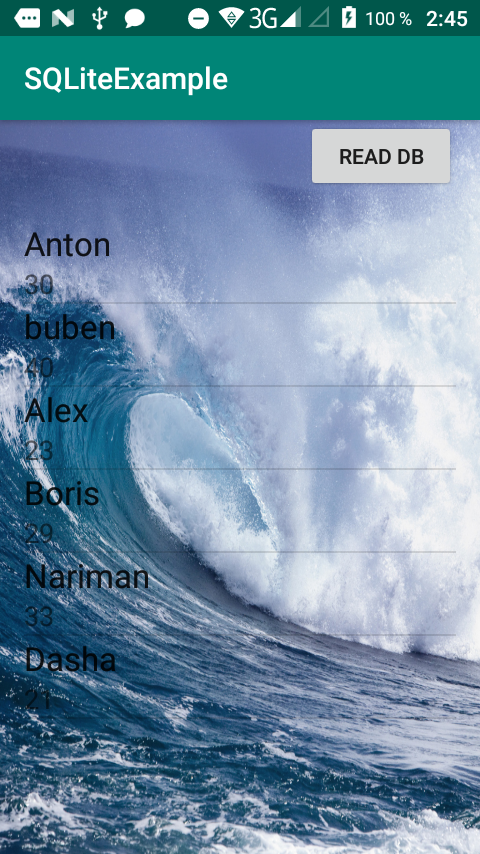 3G 100 % 2:45
SQLiteExample
READ DB
Anton
30
buben
40
Alex
23
Boris
29
Nariman
33
Dasha
21